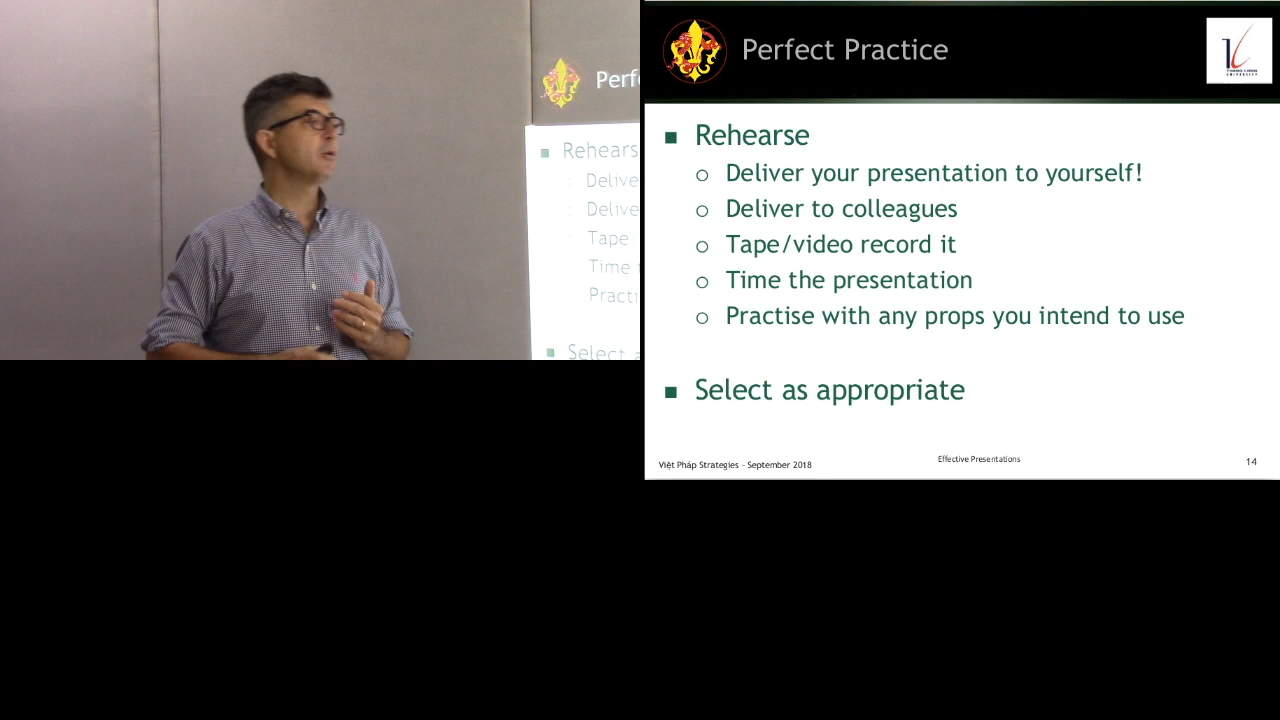 Perf
Rehears
Delive
Delive
Tape
Time
Practi
Select a
Perfect Practice
■ Rehearse
○ Deliver your presentation to yourself!
○ Deliver to colleagues
○ Tape/video record it
○ Time the presentation
○ Practise with any props you intend to use
■ Select as appropriate
Việt Pháp Strategies - September 2018
Effective Presentations
14